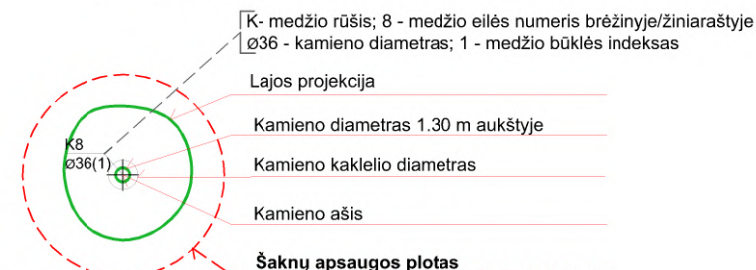 K- medžio rūšis; 8 - medžio eilės numeris brėžinyje/žiniaraštyje
Ø36 - kamieno diametras; 1 - medžio būklės indeksas
Lajos projekcija
Kamieno diametras 1.30 m aukštyje
K8
Ø36(1)
Kamieno kaklelio diametras
Kamieno ašis
Šaknų apsaugos plotas